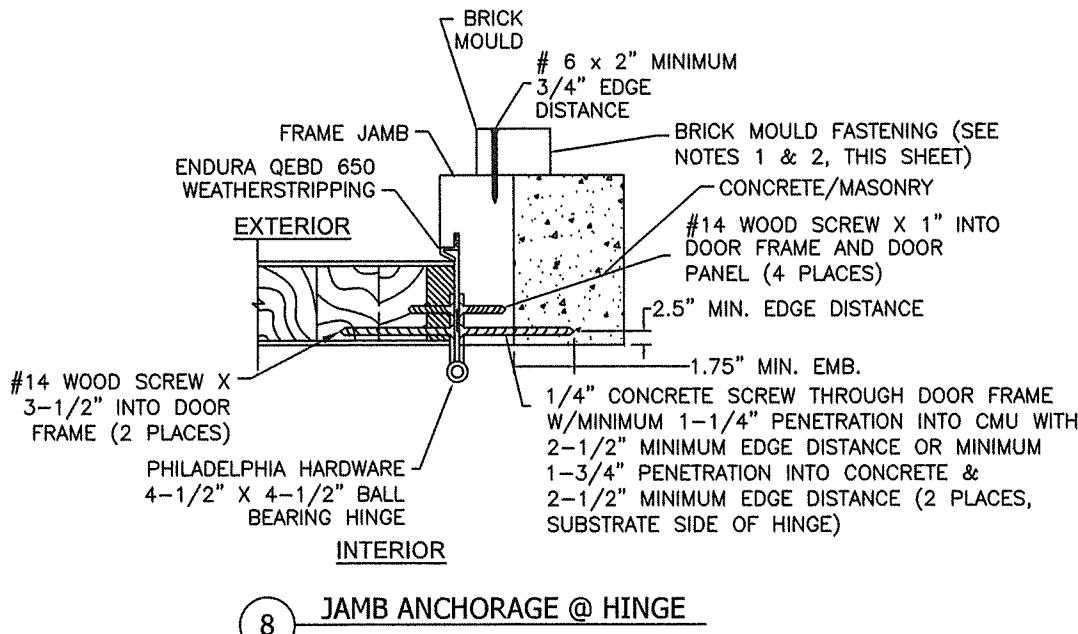 BRICK
MOULD
# 6 x 2" MINIMUM
3/4" EDGE
DISTANCE
FRAME JAMB
BRICK MOULD FASTENING (SEE
NOTES 1 & 2, THIS SHEET)
ENDURA QEBD 650
WEATHERSTRIPPING
CONCRETE/MASONRY
EXTERIOR
#14 WOOD SCREW X 1" INTO
DOOR FRAME AND DOOR
PANEL (4 PLACES)
2.5" MIN. EDGE DISTANCE
1.75" MIN. EMB.
#14 WOOD SCREW X
3-1/2" INTO DOOR
FRAME (2 PLACES)
1/4" CONCRETE SCREW THROUGH DOOR FRAME
W/MINIMUM 1-1/4" PENETRATION INTO CMU WITH
2-1/2" MINIMUM EDGE DISTANCE OR MINIMUM
1-3/4" PENETRATION INTO CONCRETE &
2-1/2" MINIMUM EDGE DISTANCE (2 PLACES,
SUBSTRATE SIDE OF HINGE)
PHILADELPHIA HARDWARE
4-1/2" X 4-1/2" BALL
BEARING HINGE
INTERIOR
8 JAMB ANCHORAGE @ HINGE